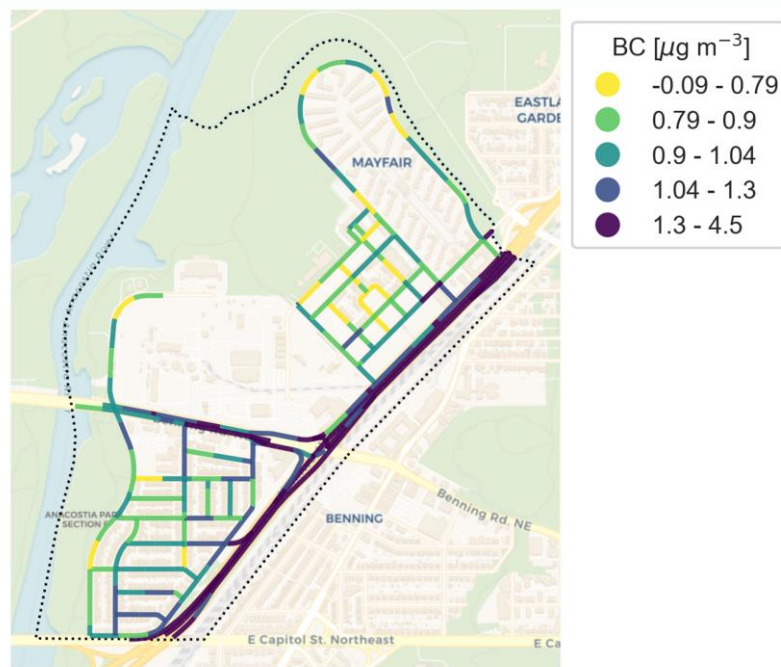 BC [μg m⁻³]
-0.09 - 0.79
0.79 - 0.9
0.9 - 1.04
1.04 - 1.3
1.3 - 4.5
EASTLA
GARDE
MAYFAIR
ANACOSTIA PAR
SECTION
BENNING
Benning Rd. NE
E Capitol St. Northeast
E Ca